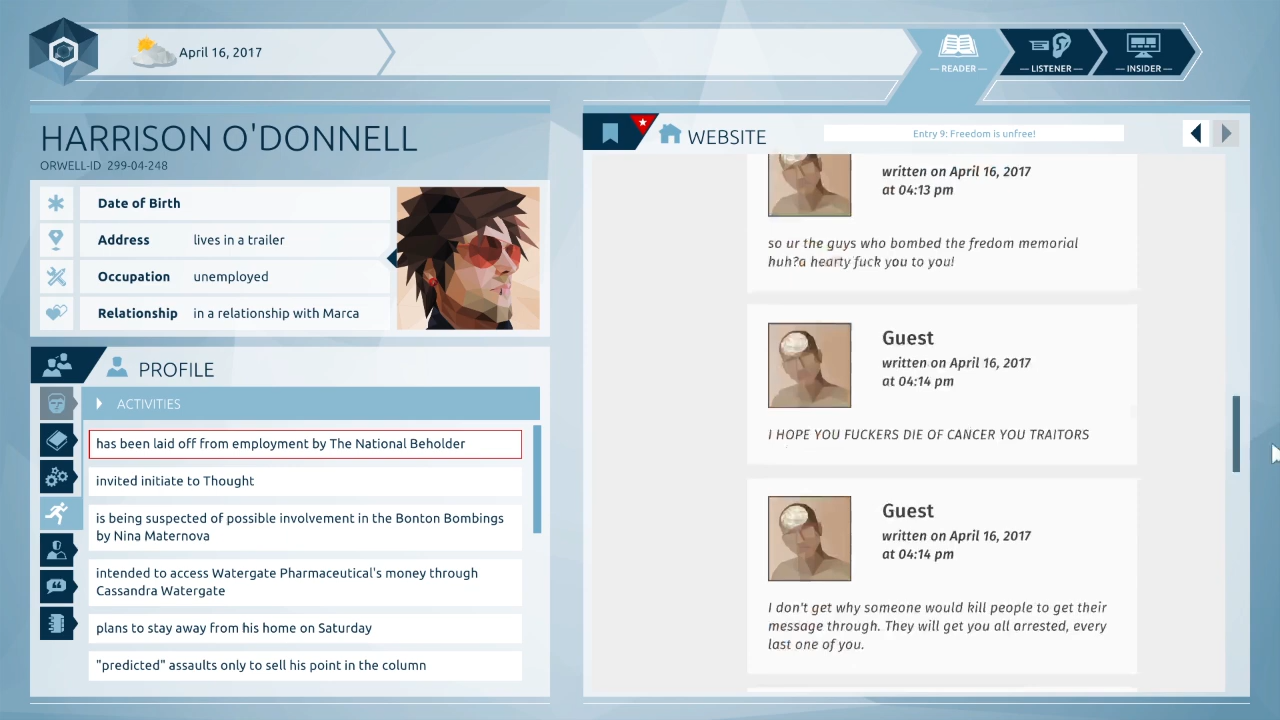 April 16, 2017
— READER —
— LISTENER —
— INSIDER —
HARRISON O'DONNELL
ORWELL-ID 299-04-248
Date of Birth
Address lives in a trailer
Occupation unemployed
Relationship in a relationship with Marca
PROFILE
ACTIVITIES
has been laid off from employment by The National Beholder
invited initiate to Thought
is being suspected of possible involvement in the Bonton Bombings
by Nina Maternova
intended to access Watergate Pharmaceutical's money through
Cassandra Watergate
plans to stay away from his home on Saturday
"predicted" assaults only to sell his point in the column
WEBSITE
Entry 9: Freedom is unfree!
written on April 16, 2017
at 04:13 pm
so ur the guys who bombed the fredom memorial
huh?a hearty fuck you to you!
Guest
written on April 16, 2017
at 04:14 pm
I HOPE YOU FUCKERS DIE OF CANCER YOU TRAITORS
Guest
written on April 16, 2017
at 04:14 pm
I don't get why someone would kill people to get their
message through. They will get you all arrested, every
last one of you.